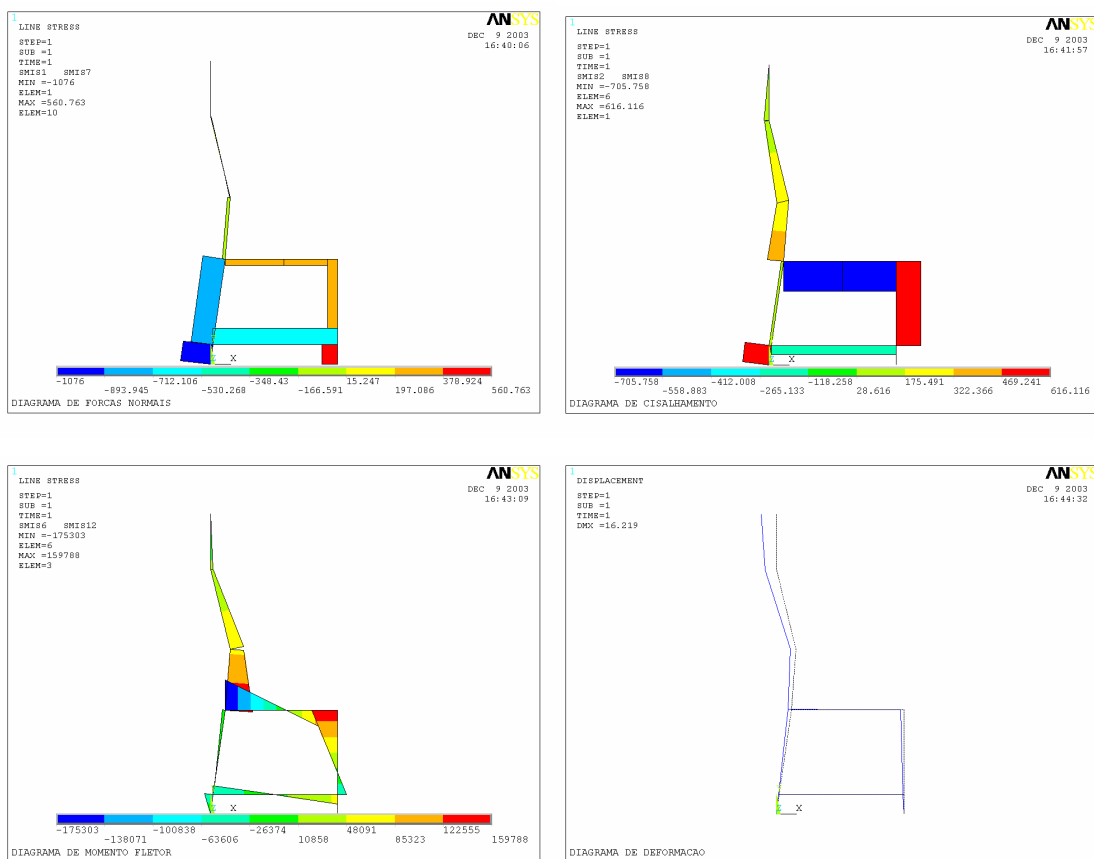 1
ANSYS
LINE STRESS
DEC 9 2003
16:40:06
STEP=1
SUB =1
TIME=1
SMIS1 SMIS7
MIN =-1076
ELEM=1
MAX =560.763
ELEM=10
X
-1076 -712.106 -348.43 15.247 378.924
-893.945 -530.268 -166.591 197.086 560.763
DIAGRAMA DE FORCAS NORMAIS
1
ANSYS
LINE STRESS
DEC 9 2003
16:41:57
STEP=1
SUB =1
TIME=1
SMIS2 SMIS8
MIN =-705.758
ELEM=6
MAX =616.116
ELEM=1
X
-705.758 -412.008 -118.258 175.491 469.241
-558.883 -265.133 28.616 322.366 616.116
DIAGRAMA DE CISALHAMENTO
1
ANSYS
LINE STRESS
DEC 9 2003
16:43:09
STEP=1
SUB =1
TIME=1
SMIS6 SMIS12
MIN =-175303
ELEM=6
MAX =159788
ELEM=3
X
-175303 -100838 -26374 48091 122555
-138071 -63606 10858 85323 159788
DIAGRAMA DE MOMENTO FLETOR
1
ANSYS
DISPLACEMENT
DEC 9 2003
16:44:32
STEP=1
SUB =1
TIME=1
DMX =16.219
X
DIAGRAMA DE DEFORMACAO